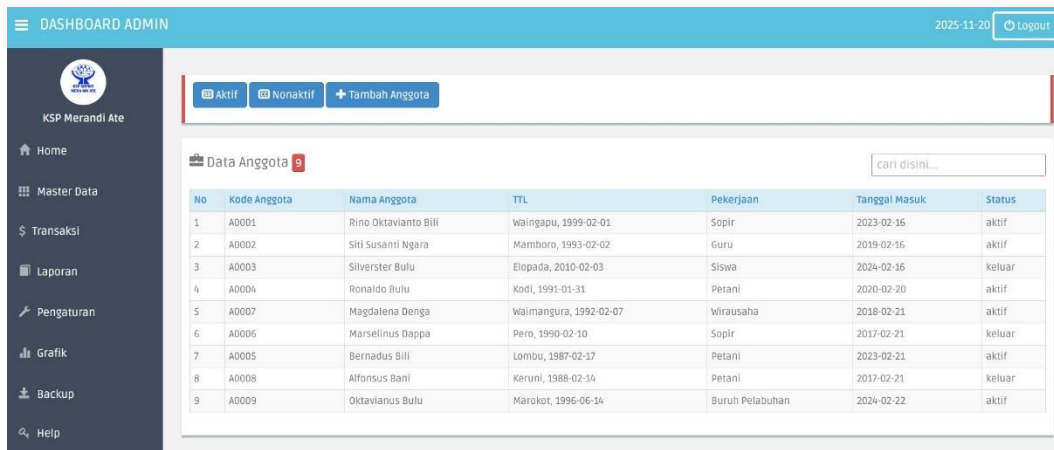 DASHBOARD ADMIN
2025-11-20 Logout
KSP Merandi Ate
Home
Master Data
$ Transaksi
Laporan
Pengaturan
Grafik
Backup
Help
Aktif Nonaktif + Tambah Anggota
Data Anggota 9
cari disini...
No Kode Anggota Nama Anggota TTL Pekerjaan Tanggal Masuk Status
1 A0001 Rino Oktavianto Bili Waingapu, 1999-02-01 Sopir 2023-02-16 aktif
2 A0002 Siti Susanti Ngara Mamboro, 1993-02-02 Guru 2019-02-16 aktif
3 A0003 Silverster Bulu Elopada, 2010-02-03 Siswa 2024-02-16 keluar
4 A0004 Ronaldo Bulu Kodi, 1991-01-31 Petani 2020-02-20 aktif
5 A0007 Magdalena Denga Waimangura, 1992-02-07 Wirausaha 2018-02-21 aktif
6 A0006 Marselinus Dappa Pero, 1990-02-10 Sopir 2017-02-21 keluar
7 A0005 Bernadus Bili Lombu, 1987-02-17 Petani 2023-02-21 aktif
8 A0008 Alfonsus Bani Keruni, 1988-02-14 Petani 2017-02-21 keluar
9 A0009 Oktavianus Bulu Marokot, 1996-06-14 Buruh Pelabuhan 2024-02-22 aktif